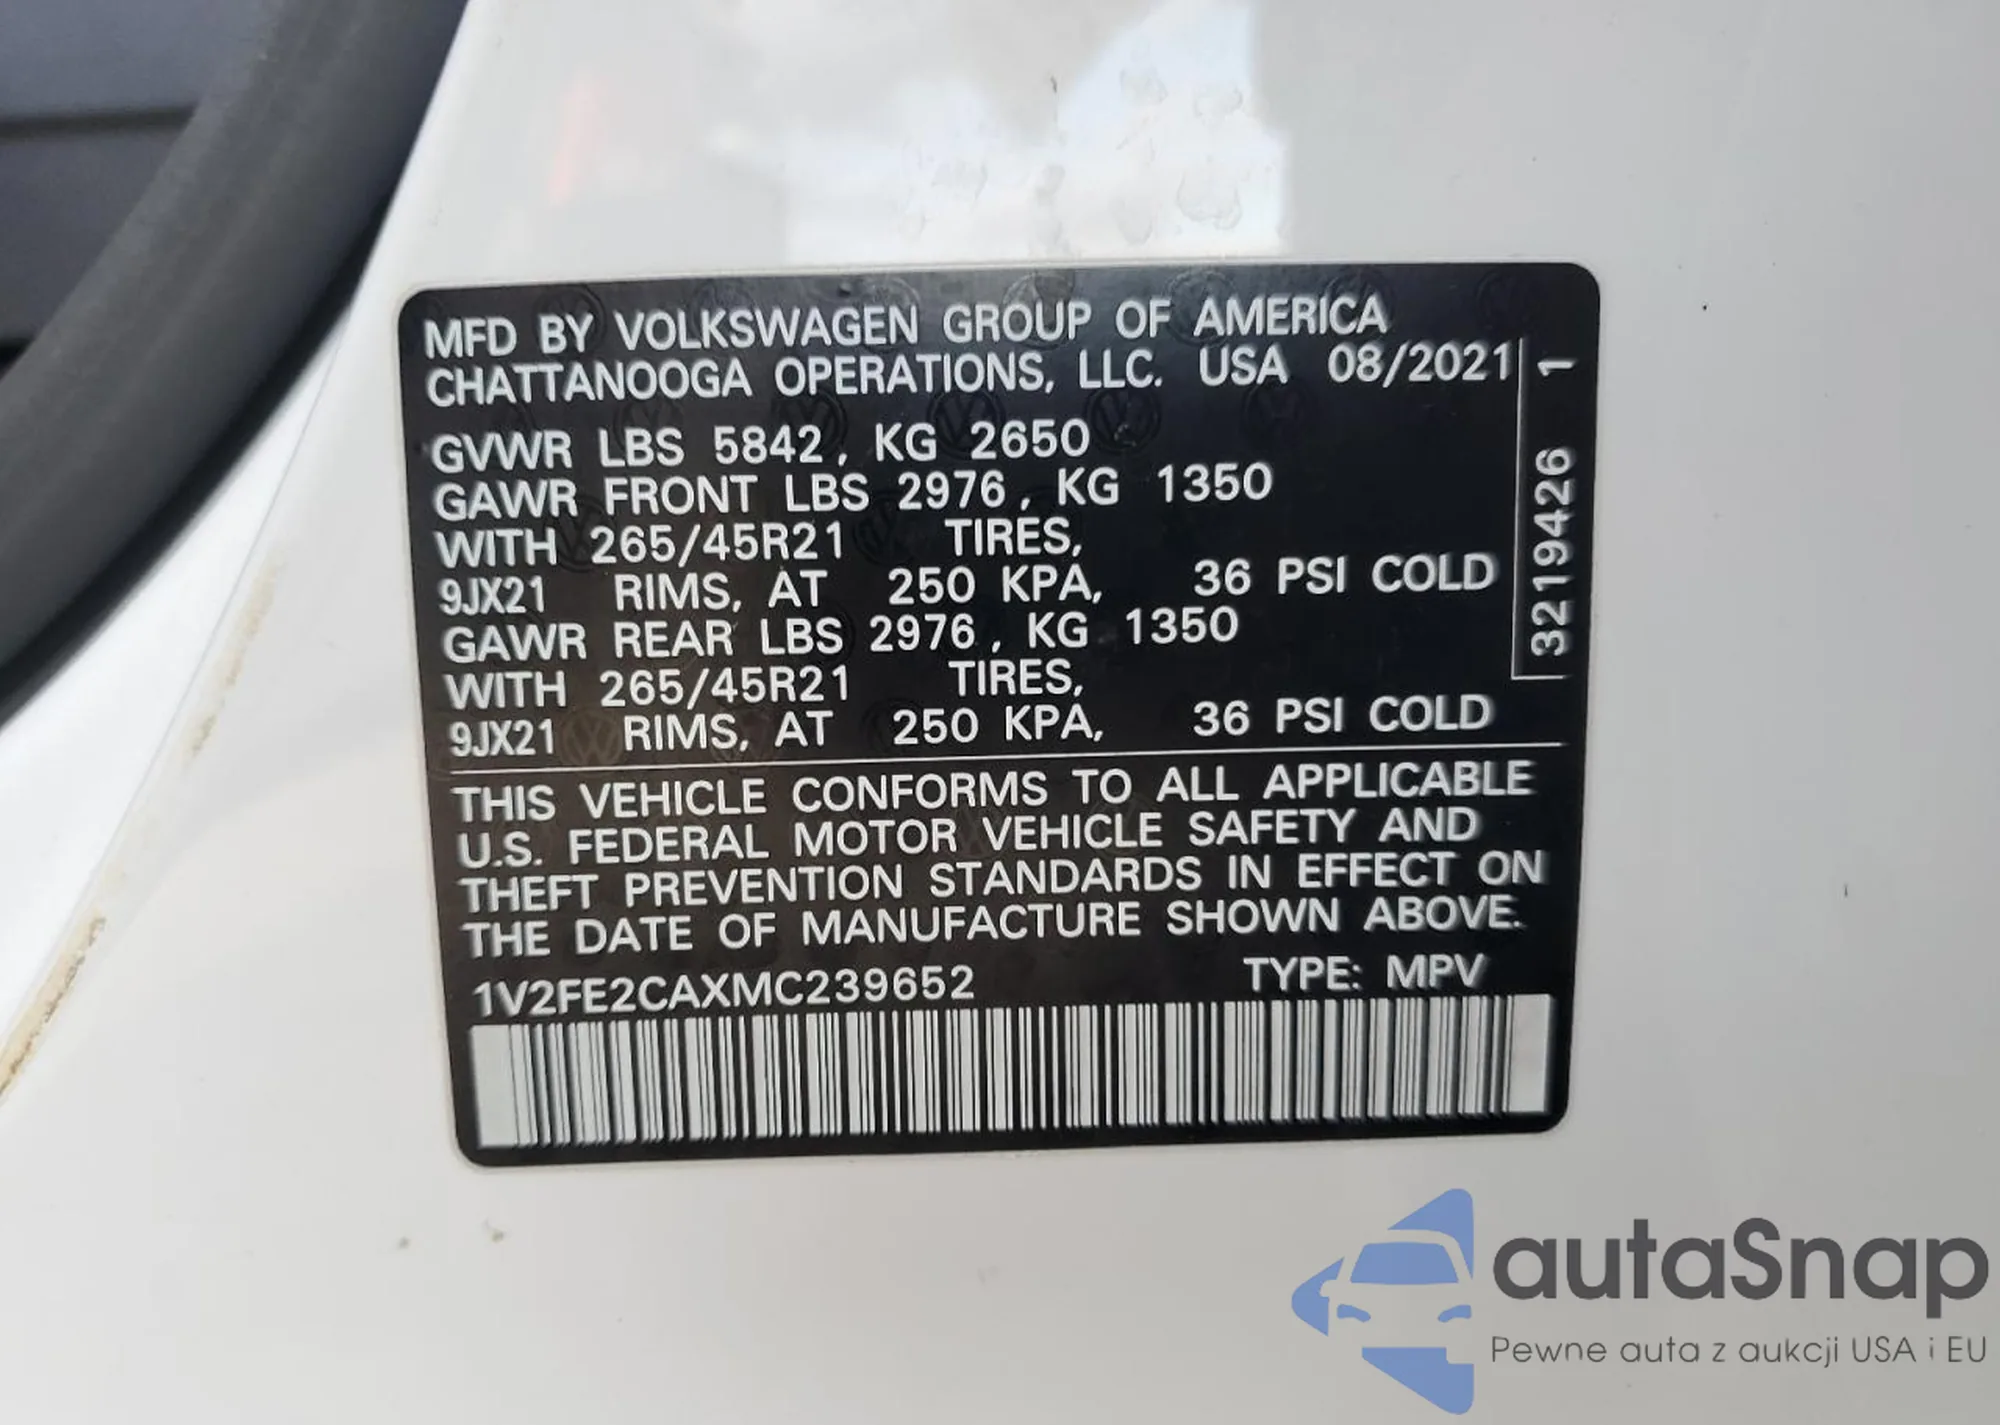 MFD BY VOLKSWAGEN GROUP OF AMERICA
CHATTANOOGA OPERATIONS, LLC. USA 08/2021
GVWR LBS 5842, KG 2650
GAWR FRONT LBS 2976, KG 1350
WITH 265/45R21 TIRES,
9JX21 RIMS, AT 250 KPA, 36 PSI COLD
GAWR REAR LBS 2976, KG 1350
WITH 265/45R21 TIRES,
9JX21 RIMS, AT 250 KPA, 36 PSI COLD
3219426 1
THIS VEHICLE CONFORMS TO ALL APPLICABLE
U.S. FEDERAL MOTOR VEHICLE SAFETY AND
THEFT PREVENTION STANDARDS IN EFFECT ON
THE DATE OF MANUFACTURE SHOWN ABOVE.
1V2FE2CAXMC239652 TYPE: MPV
autaSnap
Pewne auta z aukcji USA i EU